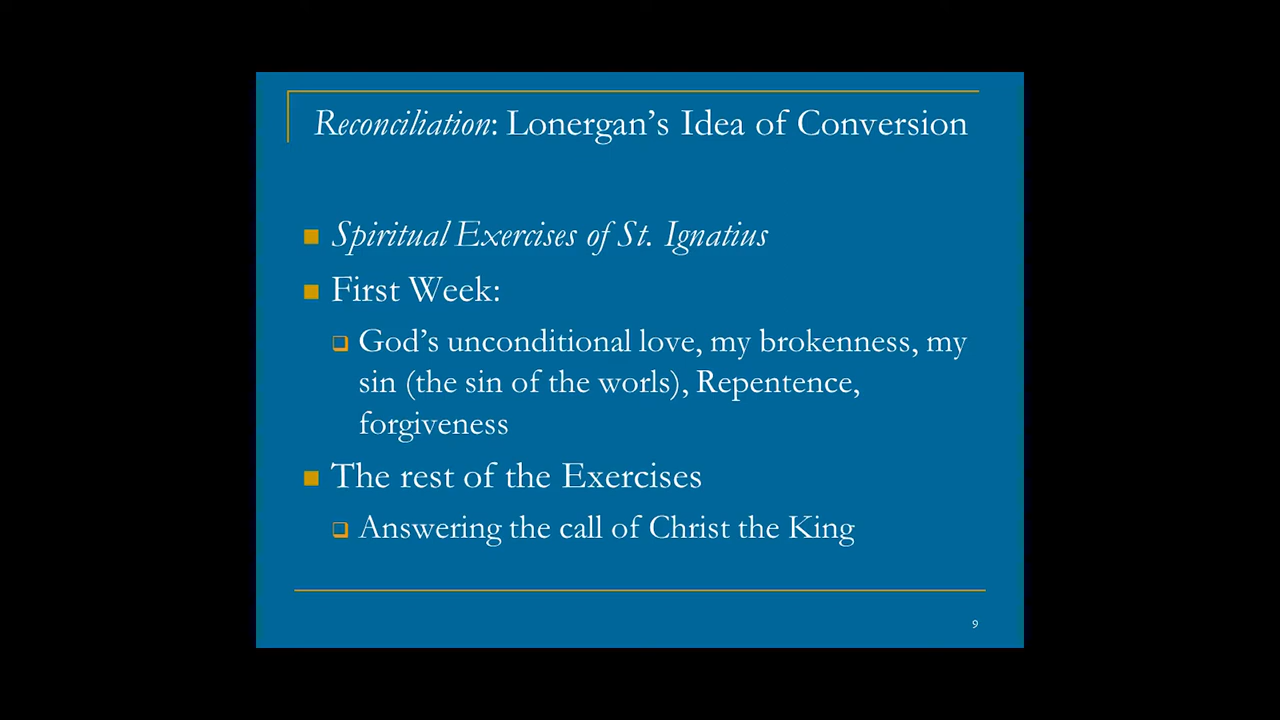 Reconciliation: Lonergan’s Idea of Conversion
Spiritual Exercises of St. Ignatius
First Week:
God’s unconditional love, my brokenness, my
sin (the sin of the worls), Repentence,
forgiveness
The rest of the Exercises
Answering the call of Christ the King
9